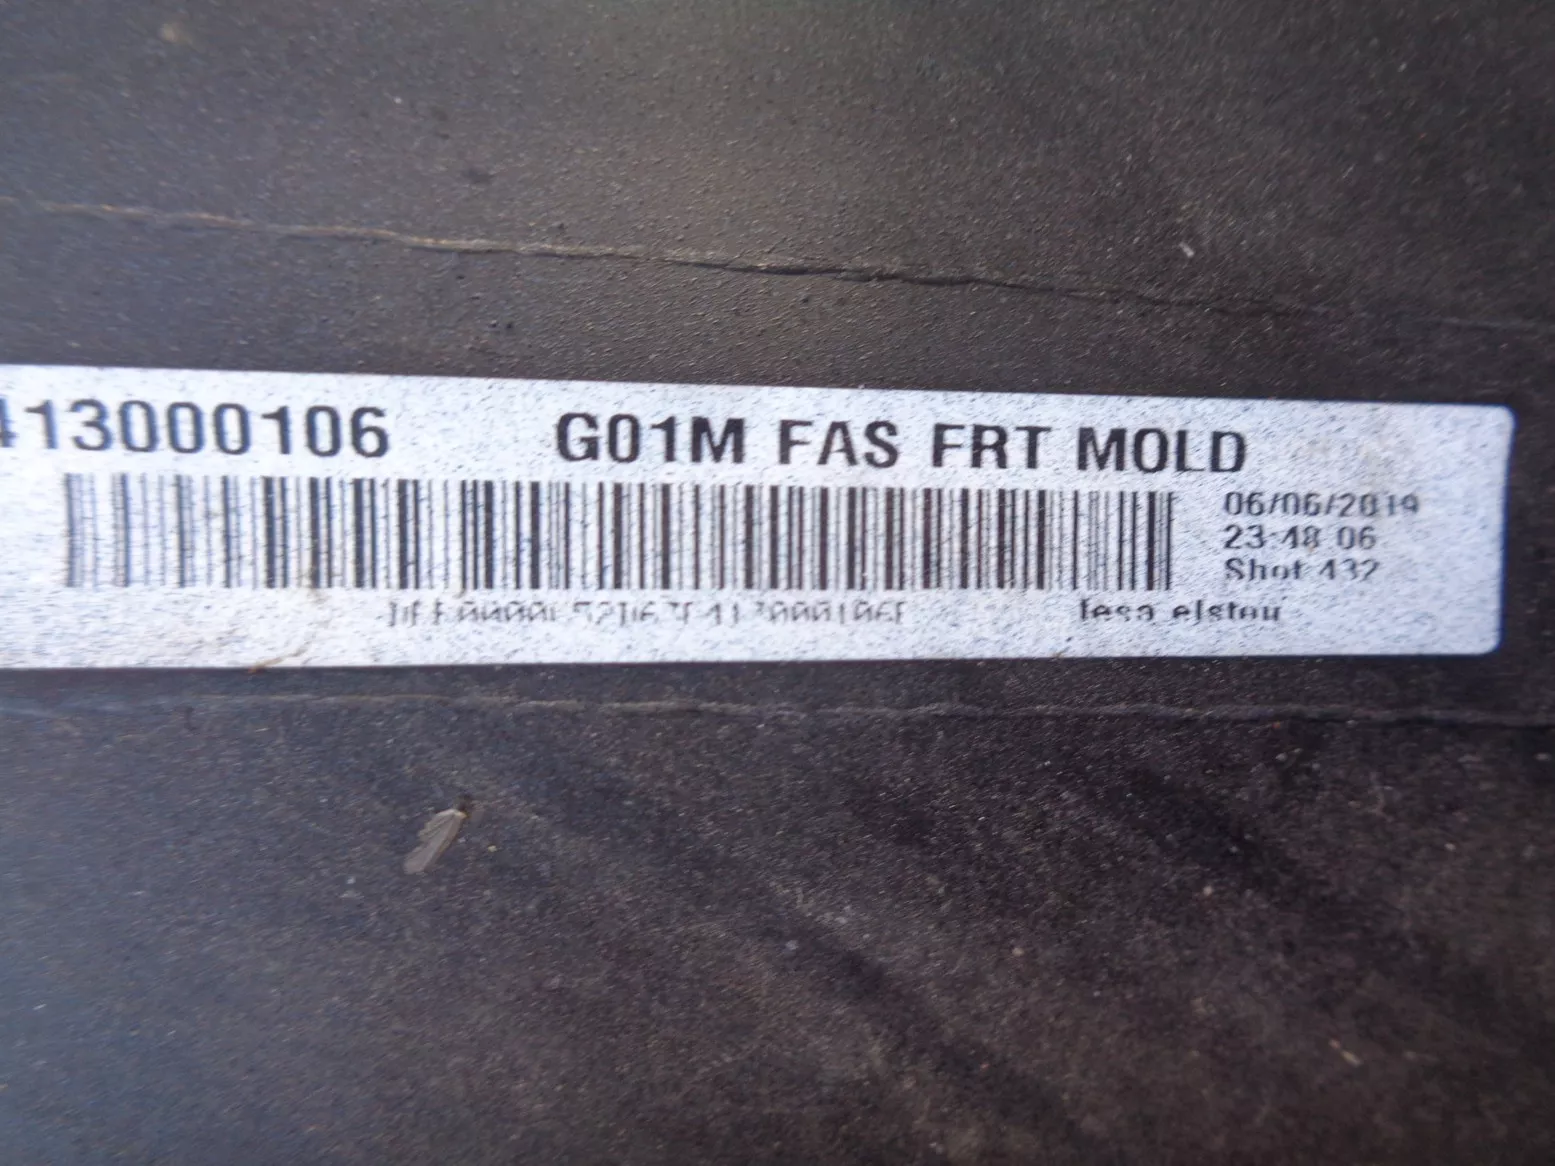 413000106 G01M FAS FRT MOLD
06/06/2019
23:48:06
Shot 432